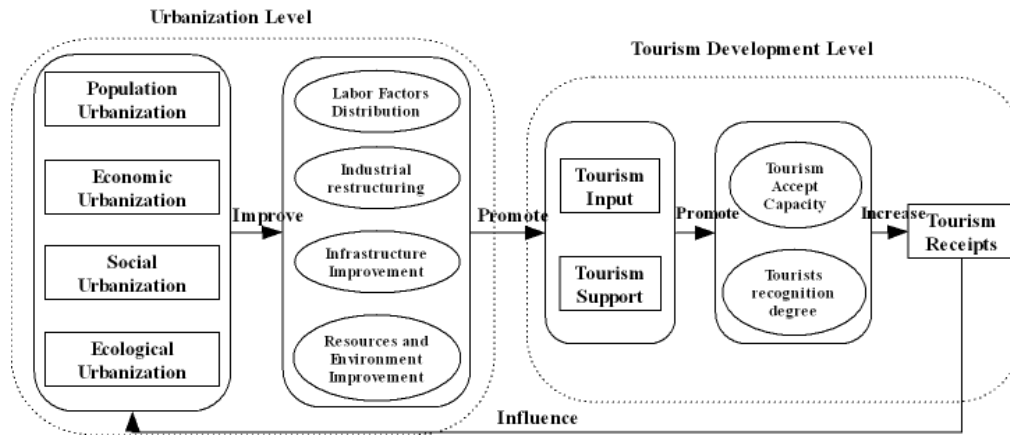 Urbanization Level
Population
Urbanization
Economic
Urbanization
Social
Urbanization
Ecological
Urbanization
Improve
Labor Factors
Distribution
Industrial
restructuring
Infrastructure
Improvement
Resources and
Environment
Improvement
Promote
Tourism Development Level
Tourism
Input
Tourism
Support
Promote
Tourism
Accept
Capacity
Tourists
recognition
degree
Increase
Tourism
Receipts
Influence